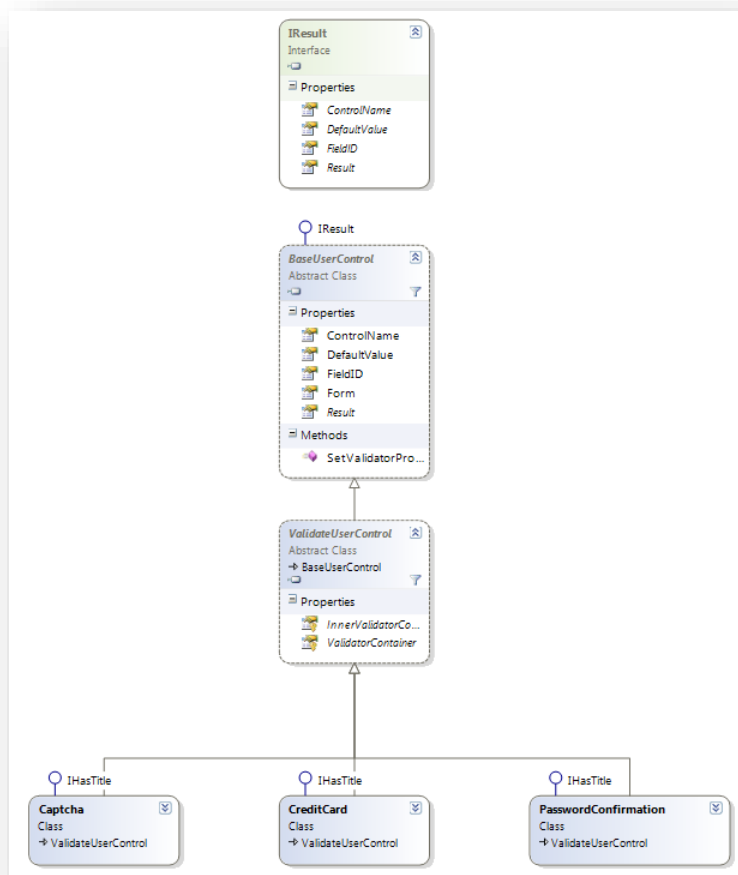 IResult
Interface
Properties
ControlName
DefaultValue
FieldID
Result
IResult
BaseUserControl
Abstract Class
Properties
ControlName
DefaultValue
FieldID
Form
Result
Methods
SetValidatorPro...
ValidateUserControl
Abstract Class
BaseUserControl
Properties
InnerValidatorCo...
ValidatorContainer
IHasTitle
Captcha
Class
ValidateUserControl
IHasTitle
CreditCard
Class
ValidateUserControl
IHasTitle
PasswordConfirmation
Class
ValidateUserControl